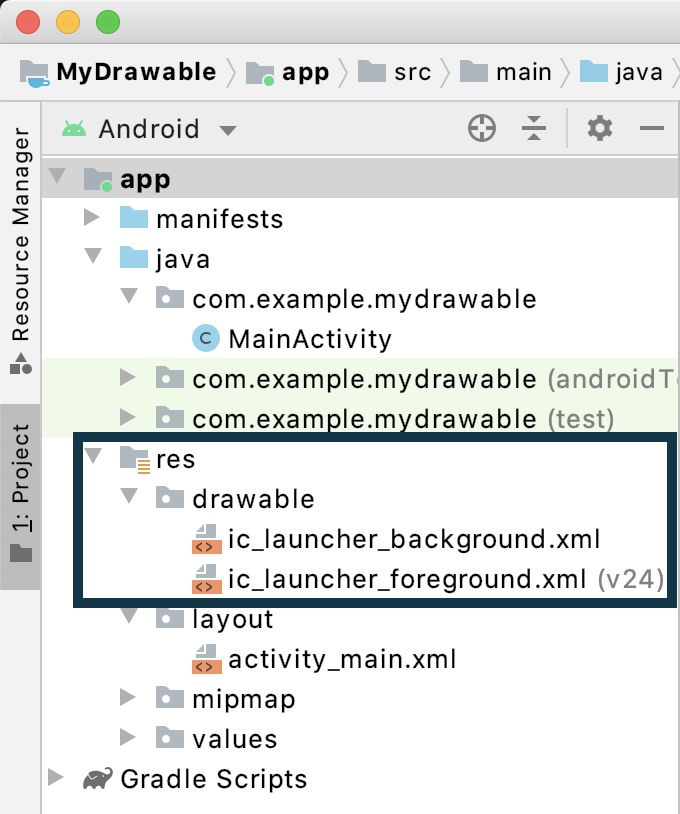 MyDrawable app src main java
Resource Manager
1: Project
Android
app
manifests
java
com.example.mydrawable
MainActivity
com.example.mydrawable (androidT
com.example.mydrawable (test)
res
drawable
ic_launcher_background.xml
ic_launcher_foreground.xml (v24)
layout
activity_main.xml
mipmap
values
Gradle Scripts